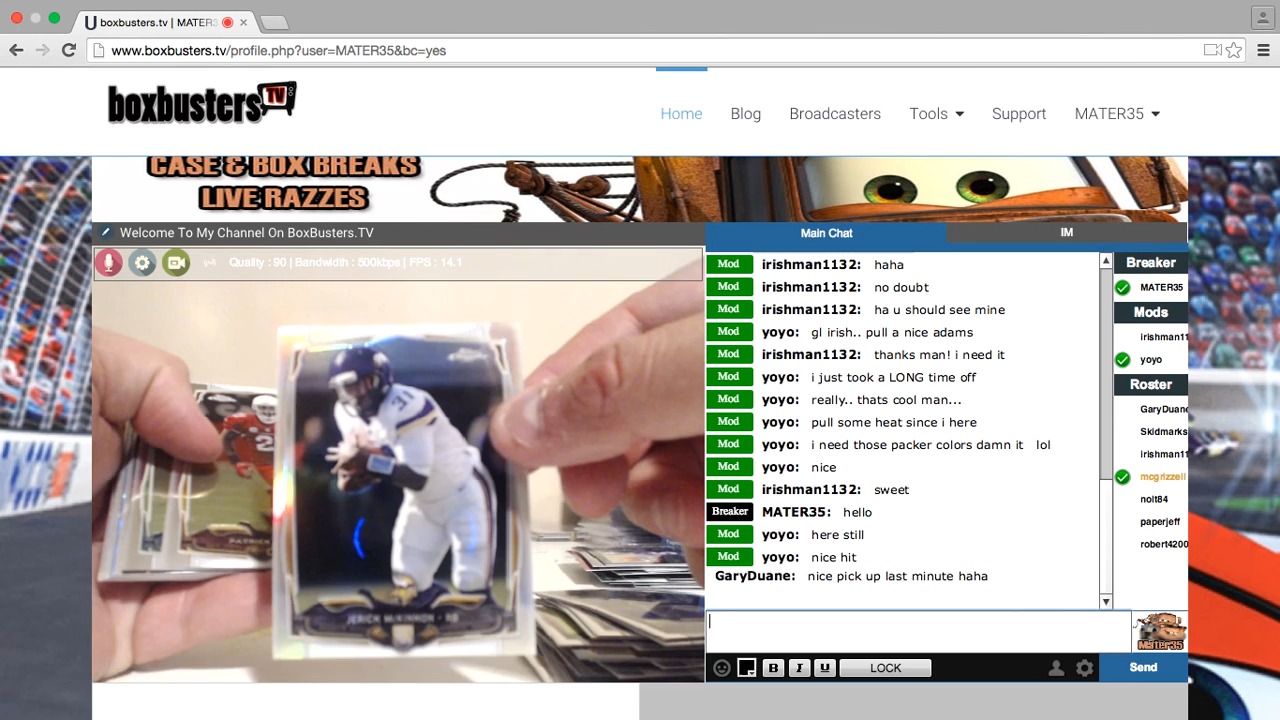 boxbusters.tv | MATER3
www.boxbusters.tv/profile.php?user=MATER35&bc=yes
boxbusters TV
Home Blog Broadcasters Tools Support MATER35
CASE & BOX BREAKS
LIVE RAZZES
Welcome To My Channel On BoxBusters.TV
Main Chat IM
Quality : 90 | Bandwidth : 500kbps | FPS : 14.1
Mod irishman1132: haha
Mod irishman1132: no doubt
Mod irishman1132: ha u should see mine
Mod yoyo: gl irish.. pull a nice adams
Mod irishman1132: thanks man! i need it
Mod yoyo: i just took a LONG time off
Mod yoyo: really.. thats cool man...
Mod yoyo: pull some heat since i here
Mod yoyo: i need those packer colors damn it lol
Mod yoyo: nice
Mod irishman1132: sweet
Breaker MATER35: hello
Mod yoyo: here still
Mod yoyo: nice hit
GaryDuane: nice pick up last minute haha
Breaker
MATER35
Mods
irishman11
yoyo
Roster
GaryDuane
Skidmarks
irishman11
mcgrizzell
nolt84
paperjeff
robert4200
Chrome
31
JERICK McKINNON - RB
PATRICK
Mater35
B I U LOCK Send